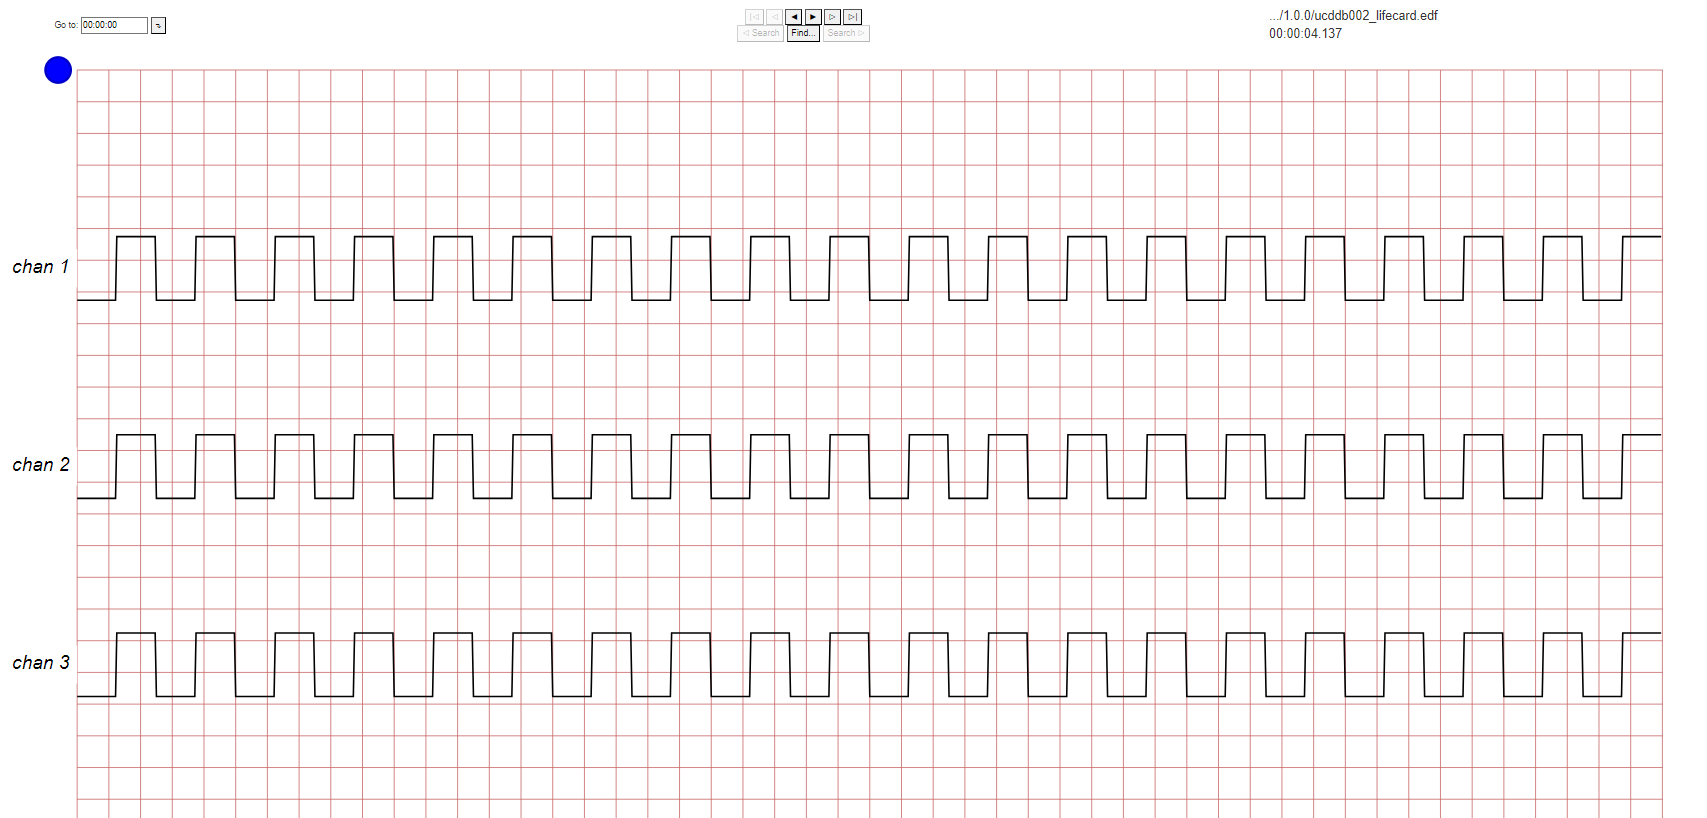 Go to: 00:00:00
◁ Search Find... Search ▷
.../1.0.0/ucddb002_lifecard.edf
00:00:04.137
chan 1
chan 2
chan 3